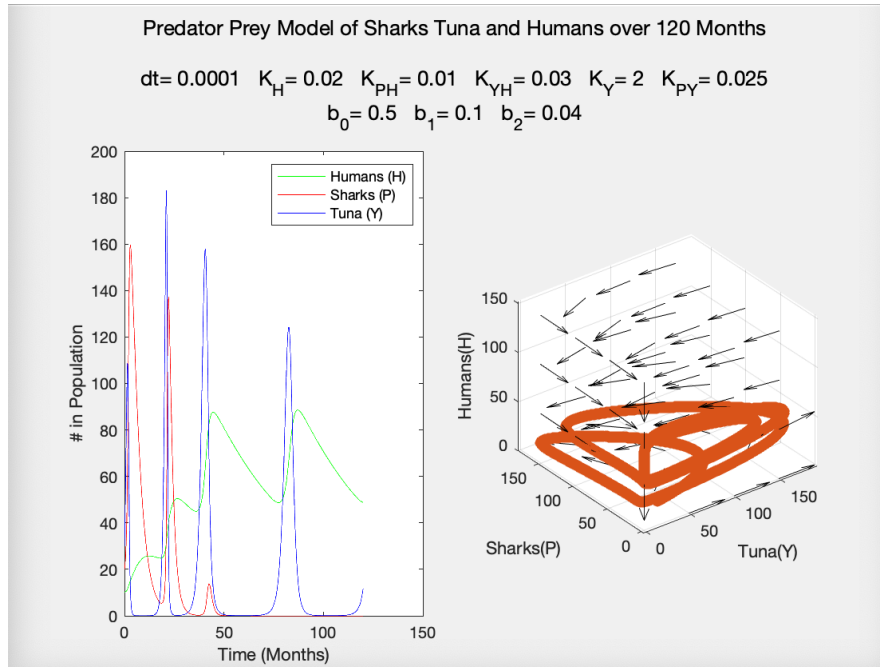 Predator Prey Model of Sharks Tuna and Humans over 120 Months
dt= 0.0001 K_H= 0.02 K_PH= 0.01 K_YH= 0.03 K_Y= 2 K_PY= 0.025
b_0= 0.5 b_1= 0.1 b_2= 0.04
200
180
160
140
120
100
80
60
40
20
0
# in Population
0 50 100 150
Time (Months)
Humans (H)
Sharks (P)
Tuna (Y)
150
100
50
0
Humans(H)
150
100
50
0
Sharks(P)
0
50
100
150
Tuna(Y)